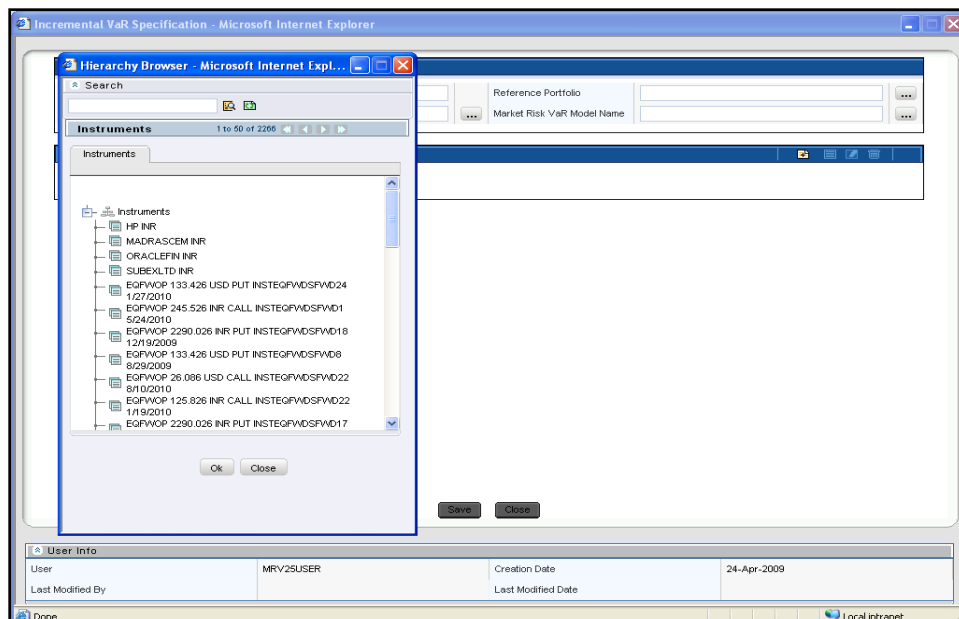 Incremental VaR Specification - Microsoft Internet Explorer
Hierarchy Browser - Microsoft Internet Expl...
Search
Instruments 1 to 50 of 2266
Instruments
Instruments
HP INR
MADRASCEM INR
ORACLEFIN INR
SUBEXLTD INR
EQFWOP 133.426 USD PUT INSTEQFWDSFWD24
1/27/2010
EQFWOP 245.526 INR CALL INSTEQFWDSFWD1
5/24/2010
EQFWOP 2290.026 INR PUT INSTEQFWDSFWD18
12/19/2009
EQFWOP 133.426 USD PUT INSTEQFWDSFWD8
8/29/2009
EQFWOP 26.086 USD CALL INSTEQFWDSFWD22
8/10/2010
EQFWOP 125.826 INR CALL INSTEQFWDSFWD22
1/19/2010
EQFWOP 2290.026 INR PUT INSTEQFWDSFWD17
Ok Close
... Reference Portfolio ...
Market Risk VaR Model Name ...
Save Close
User Info
User MRV25USER Creation Date 24-Apr-2009
Last Modified By Last Modified Date
Done Local intranet